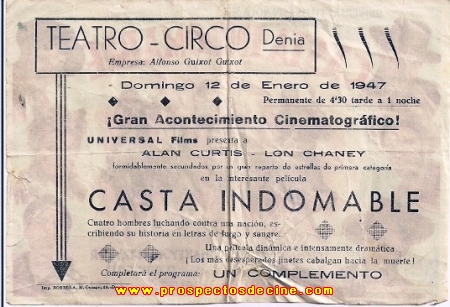 TEATRO - CIRCO Denia
Empresa: Alfonso Guixot Guixot
Domingo 12 de Enero de 1947
Permanente de 4'30 tarde a 1 noche
¡Gran Acontecimiento Cinematográfico!
UNIVERSAL Films presenta a
ALAN CURTIS - LON CHANEY
formidablemente secundados por un gran reparto de estrellas de primera categoría
en la interesante película
CASTA INDOMABLE
Cuatro hombres luchando contra una nación, es-
cribiendo su historia en letras de fuego y sangre.
Una película dinámica e intensamente dramática
¡Los más desesperados jinetes cabalgan hacia la muerte!
Completará el programa: UN COMPLEMENTO
Imp.
www.prospectosdecine.com